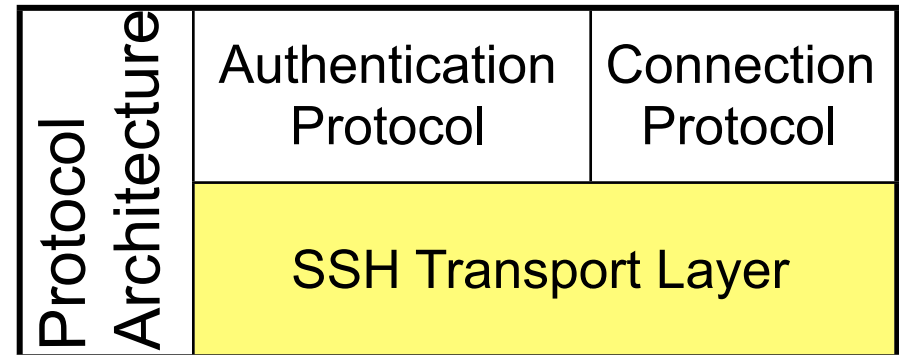 Protocol
Architecture
Authentication
Protocol
Connection
Protocol
SSH Transport Layer